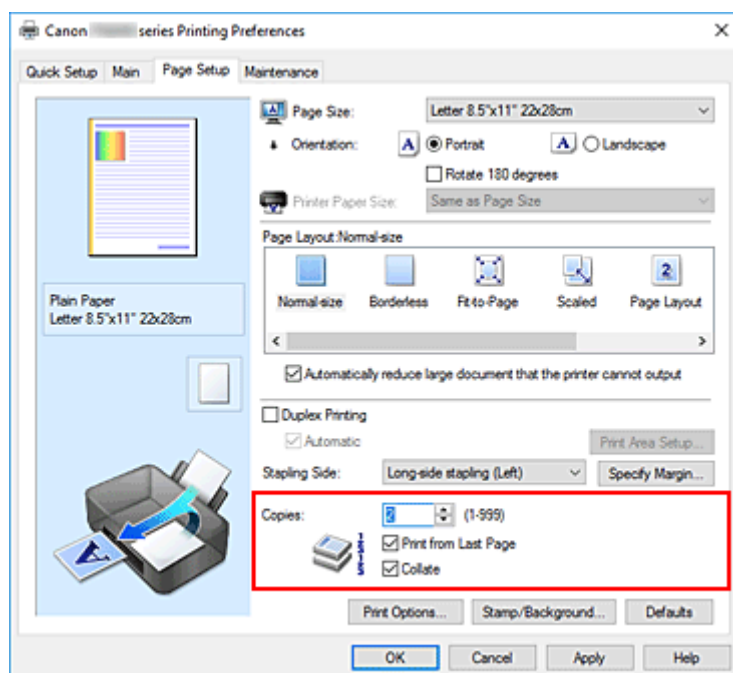 Canon series Printing Preferences
Quick Setup Main Page Setup Maintenance
Page Size: Letter 8.5"x11" 22x28cm
Orientation: A Portrait A Landscape
Rotate 180 degrees
Printer Paper Size: Same as Page Size
Page Layout:Normal-size
Normal-size Borderless Fit-to-Page Scaled Page Layout
Plain Paper
Letter 8.5"x11" 22x28cm
Automatically reduce large document that the printer cannot output
Duplex Printing
Automatic
Print Area Setup...
Stapling Side: Long-side stapling (Left) Specify Margin...
Copies: 2 (1-999)
Print from Last Page
Collate
Print Options... Stamp/Background... Defaults
OK Cancel Apply Help